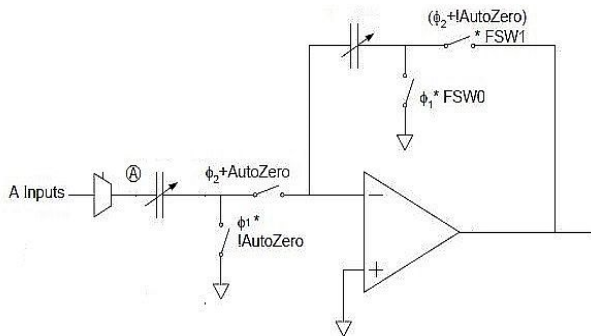 (ϕ2+!AutoZero)
* FSW1
ϕ1* FSW0
ϕ2+AutoZero
A Inputs
Ⓐ
ϕ1*
!AutoZero
−
+